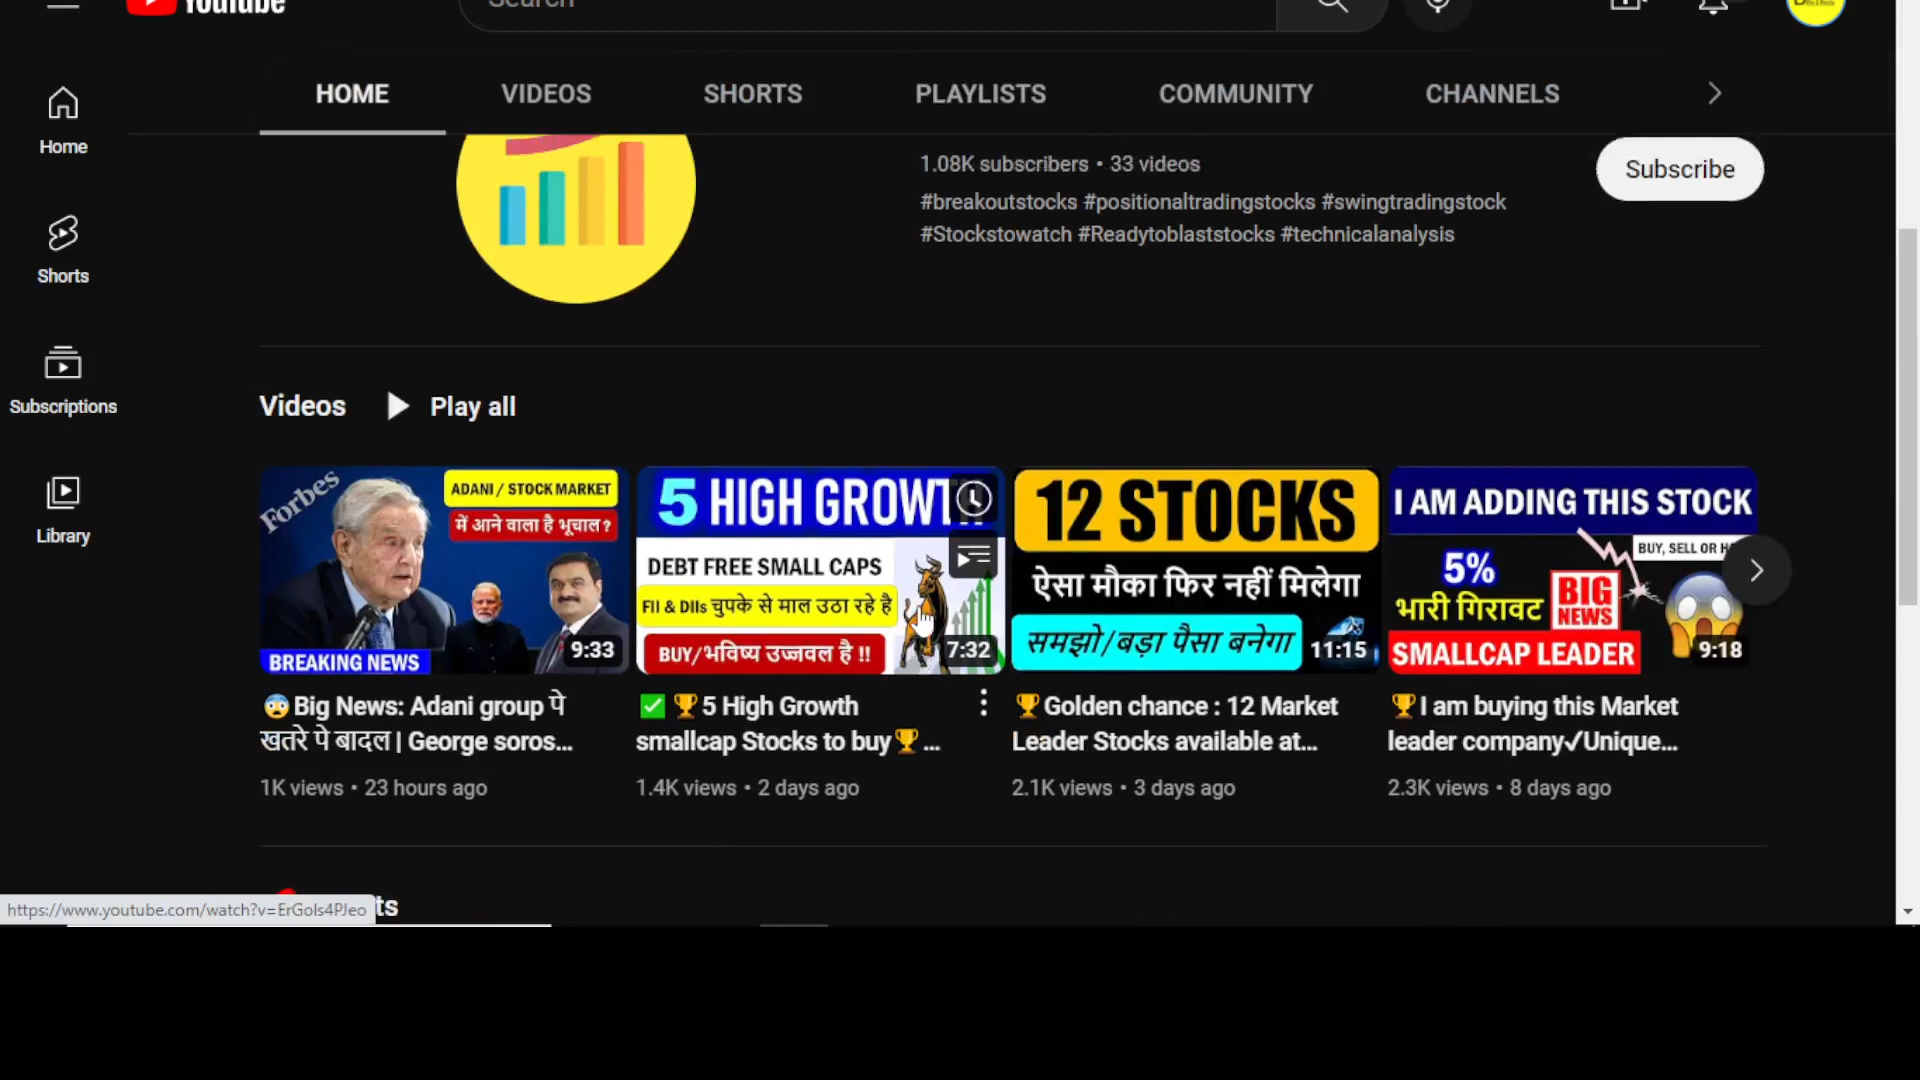 YouTube
Search
HOME
VIDEOS
SHORTS
PLAYLISTS
COMMUNITY
CHANNELS
Home
Shorts
Subscriptions
Library
1.08K subscribers • 33 videos
Subscribe
#breakoutstocks #positionaltradingstocks #swingtradingstock
#Stockstowatch #Readytoblaststocks #technicalanalysis
Videos
Play all
Forbes
ADANI / STOCK MARKET
में आने वाला है भूचाल ?
BREAKING NEWS
9:33
😨Big News: Adani group पे
खतरे पे बादल | George soros...
1K views • 23 hours ago
5 HIGH GROWT
DEBT FREE SMALL CAPS
FII & DIIs चुपके से माल उठा रहे है
BUY/भविष्य उज्जवल है !!
7:32
✅ 🏆5 High Growth
smallcap Stocks to buy🏆...
1.4K views • 2 days ago
12 STOCKS
ऐसा मौका फिर नहीं मिलेगा
समझो/बड़ा पैसा बनेगा
11:15
🏆Golden chance : 12 Market
Leader Stocks available at...
2.1K views • 3 days ago
I AM ADDING THIS STOCK
BUY, SELL OR H
5%
भारी गिरावट
BIG
NEWS
SMALLCAP LEADER
9:18
🏆I am buying this Market
leader company✓Unique...
2.3K views • 8 days ago
ts